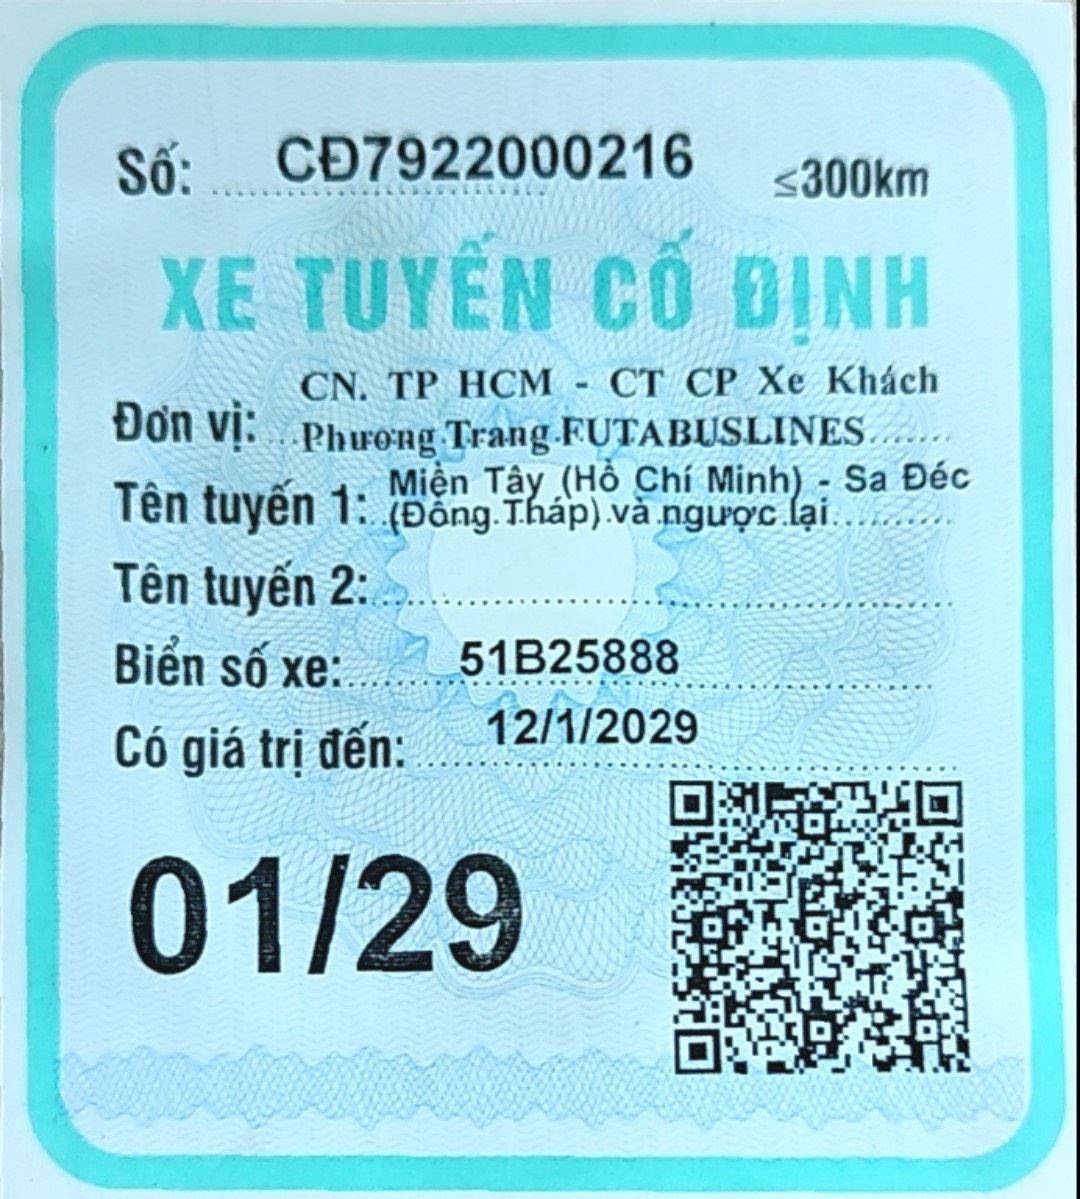 Số: CĐ7922000216 ≤300km
XE TUYẾN CỐ ĐỊNH
CN. TP HCM - CT CP Xe Khách
Đơn vị: Phương Trang FUTABUSLINES
Tên tuyến 1: Miền Tây (Hồ Chí Minh) - Sa Đéc
(Đồng Tháp) và ngược lại
Tên tuyến 2:
Biển số xe: 51B25888
Có giá trị đến: 12/1/2029
01/29